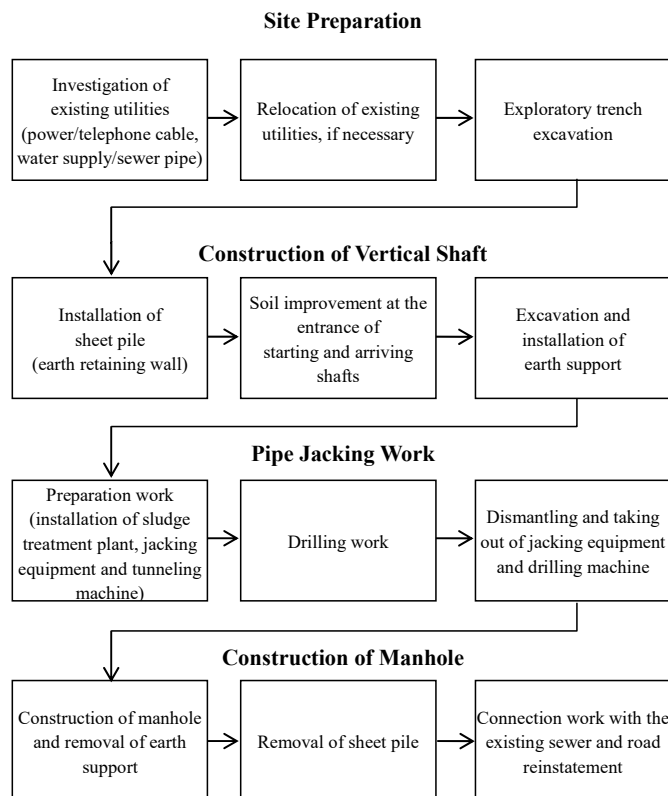 Site Preparation
Investigation of
existing utilities
(power/telephone cable,
water supply/sewer pipe)
Relocation of existing
utilities, if necessary
Exploratory trench
excavation
Construction of Vertical Shaft
Installation of
sheet pile
(earth retaining wall)
Soil improvement at the
entrance of
starting and arriving
shafts
Excavation and
installation of
earth support
Pipe Jacking Work
Preparation work
(installation of sludge
treatment plant, jacking
equipment and tunneling
machine)
Drilling work
Dismantling and taking
out of jacking equipment
and drilling machine
Construction of Manhole
Construction of manhole
and removal of earth
support
Removal of sheet pile
Connection work with the
existing sewer and road
reinstatement